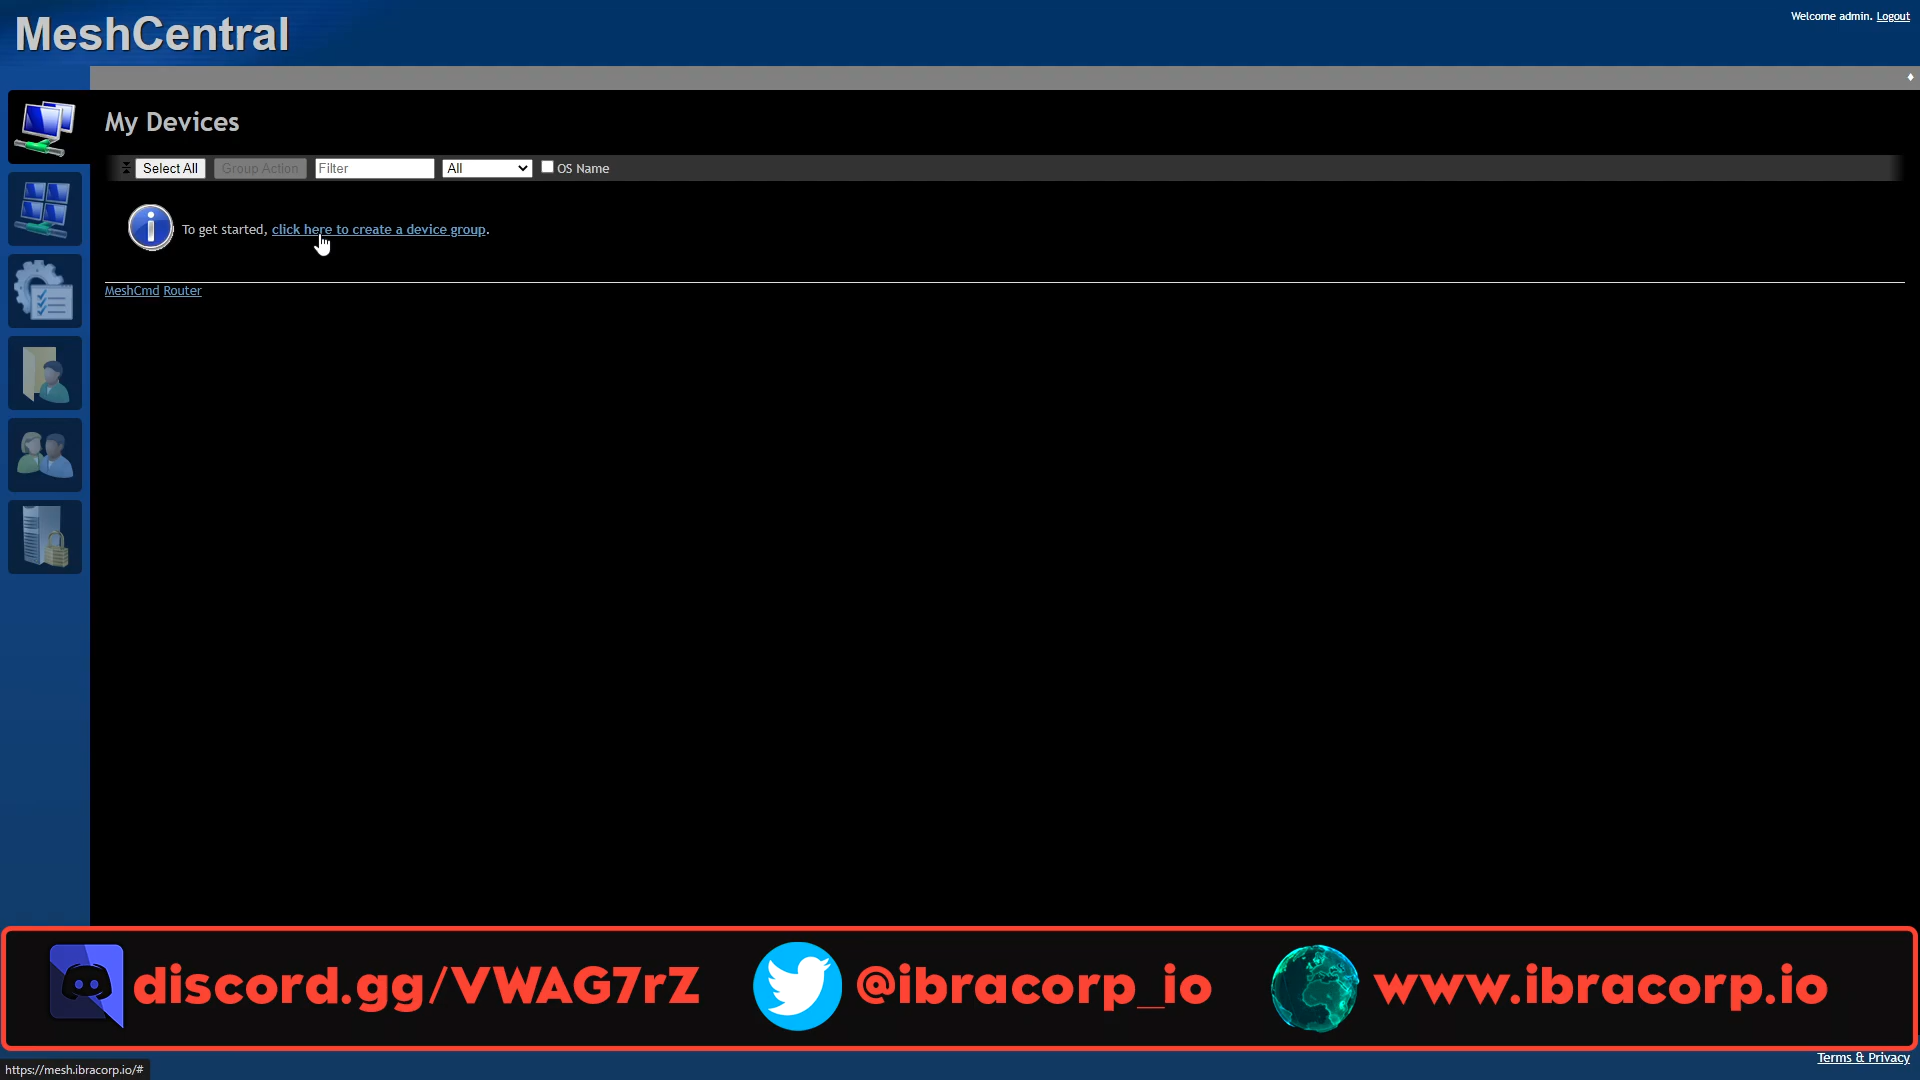 MeshCentral
Welcome admin. Logout
My Devices
Select All Group Action Filter All OS Name
To get started, click here to create a device group.
MeshCmd Router
discord.gg/VWAG7rZ @ibracorp_io www.ibracorp.io
Terms & Privacy
https://mesh.ibracorp.io/#